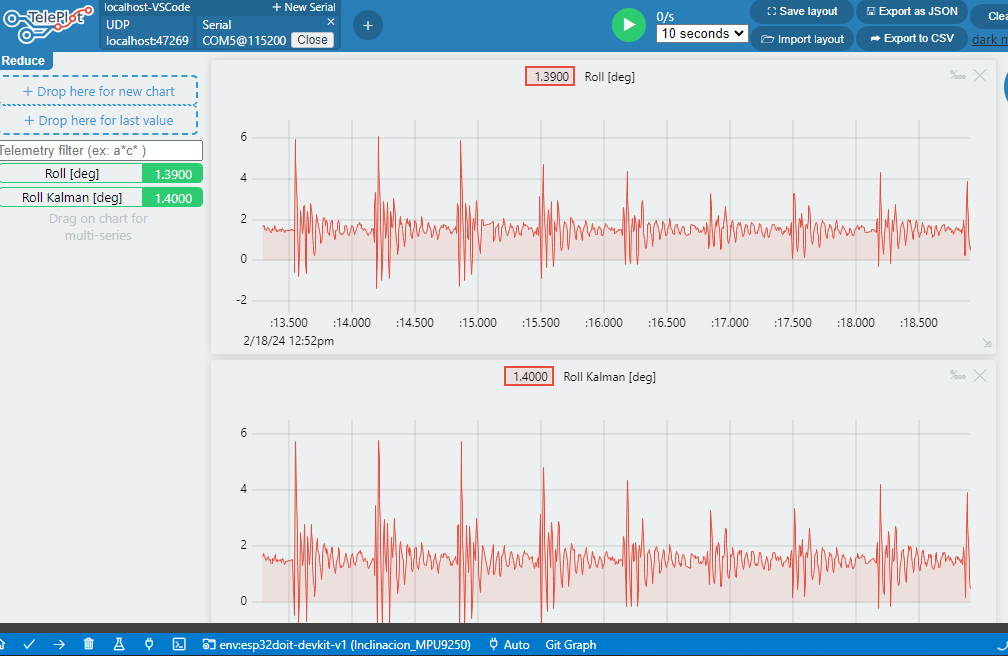 TelePlot
localhost-VSCode
+ New Serial
UDP
localhost:47269
Serial
COM5@115200
Close
+
0/s
10 seconds
Save layout
Export as JSON
Import layout
Export to CSV
Reduce
+ Drop here for new chart
+ Drop here for last value
Telemetry filter (ex: a*c* )
Roll [deg] 1.3900
Roll Kalman [deg] 1.4000
Drag on chart for
multi-series
1.3900 Roll [deg]
6
4
2
0
-2
:13.500 :14.000 :14.500 :15.000 :15.500 :16.000 :16.500 :17.000 :17.500 :18.000 :18.500
2/18/24 12:52pm
1.4000 Roll Kalman [deg]
6
4
2
0
env:esp32doit-devkit-v1 (Inclinacion_MPU9250) Auto Git Graph